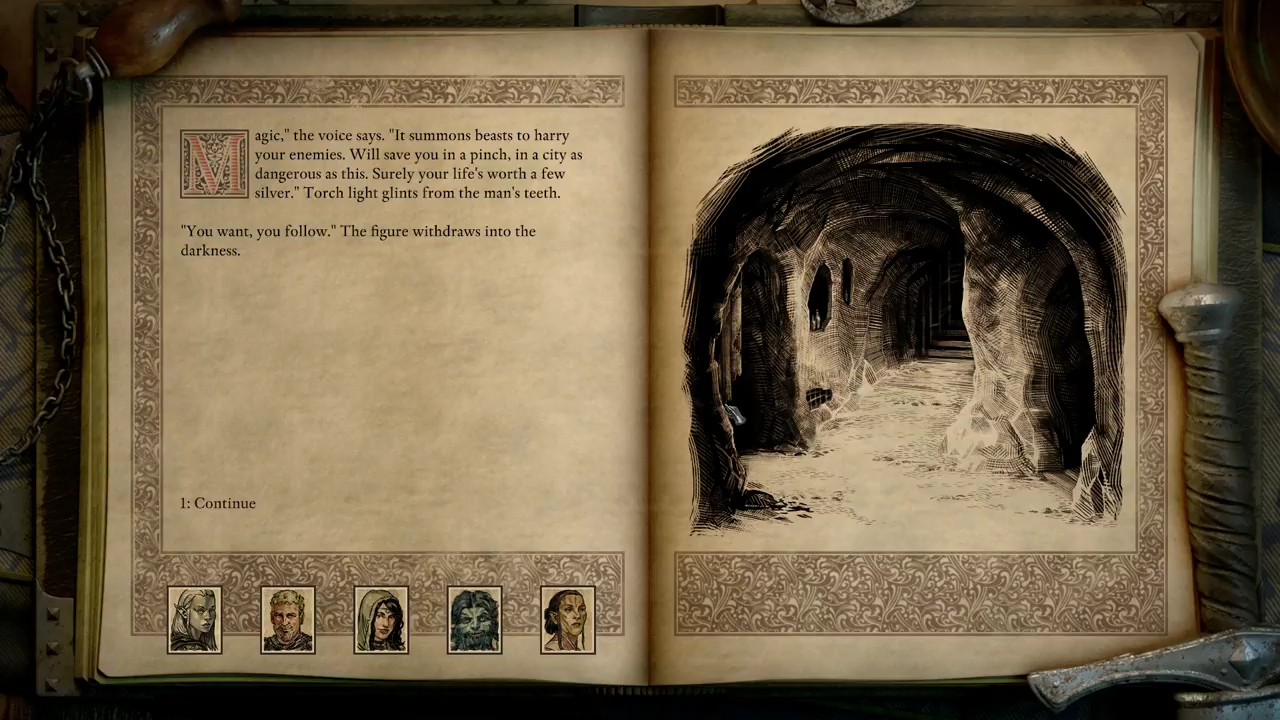 Magic," the voice says. "It summons beasts to harry
your enemies. Will save you in a pinch, in a city as
dangerous as this. Surely your life's worth a few
silver." Torch light glints from the man's teeth.
"You want, you follow." The figure withdraws into the
darkness.
1: Continue